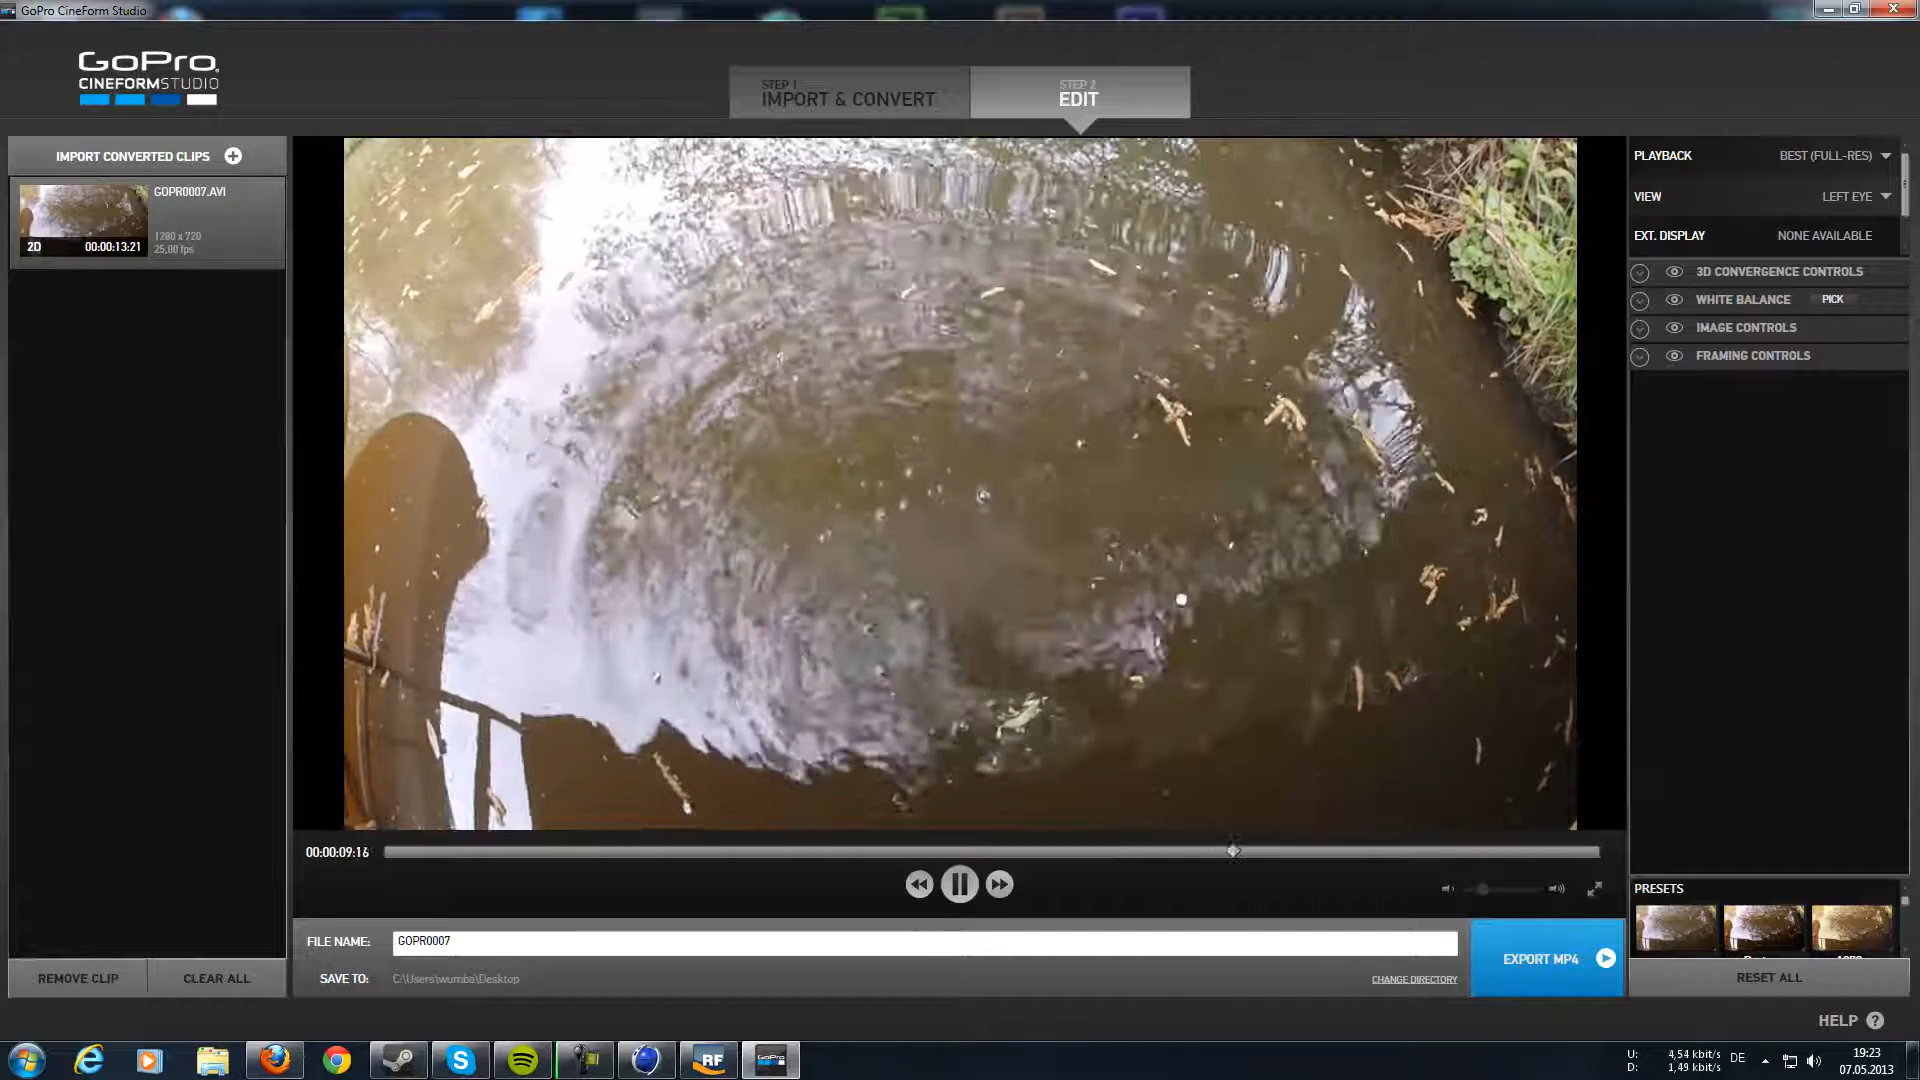 GoPro CineForm Studio
GoPro
CINEFORMSTUDIO
STEP 1
IMPORT & CONVERT
STEP 2
EDIT
IMPORT CONVERTED CLIPS
GOPR0007.AVI
1280 x 720
25,00 fps
2D 00:00:13:21
PLAYBACK BEST (FULL-RES)
VIEW LEFT EYE
EXT. DISPLAY NONE AVAILABLE
3D CONVERGENCE CONTROLS
WHITE BALANCE PICK
IMAGE CONTROLS
FRAMING CONTROLS
00:00:09:16
PRESETS
FILE NAME: GOPR0007
SAVE TO: C:\Users\wumba\Desktop
CHANGE DIRECTORY
EXPORT MP4
REMOVE CLIP CLEAR ALL
RESET ALL
HELP ?
RF
GoPro
U: 4,54 kbit/s
D: 1,49 kbit/s
DE
19:23
07.05.2013